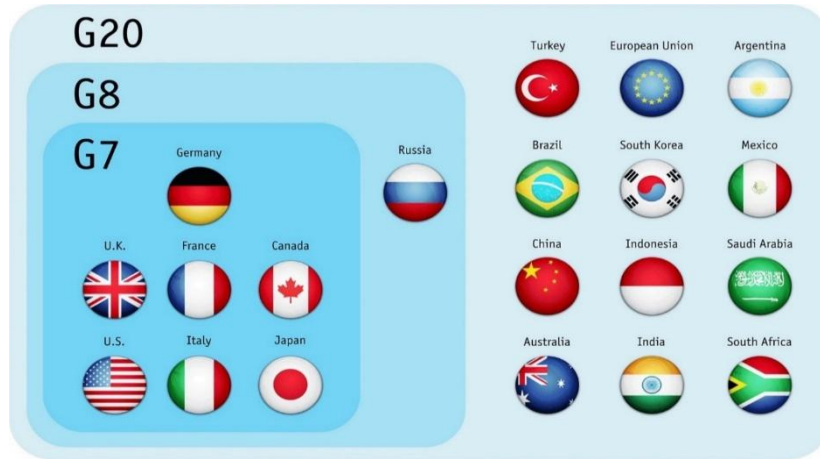 G20
G8
G7
Germany
U.K.
France
Canada
U.S.
Italy
Japan
Russia
Turkey
European Union
Argentina
Brazil
South Korea
Mexico
China
Indonesia
Saudi Arabia
Australia
India
South Africa